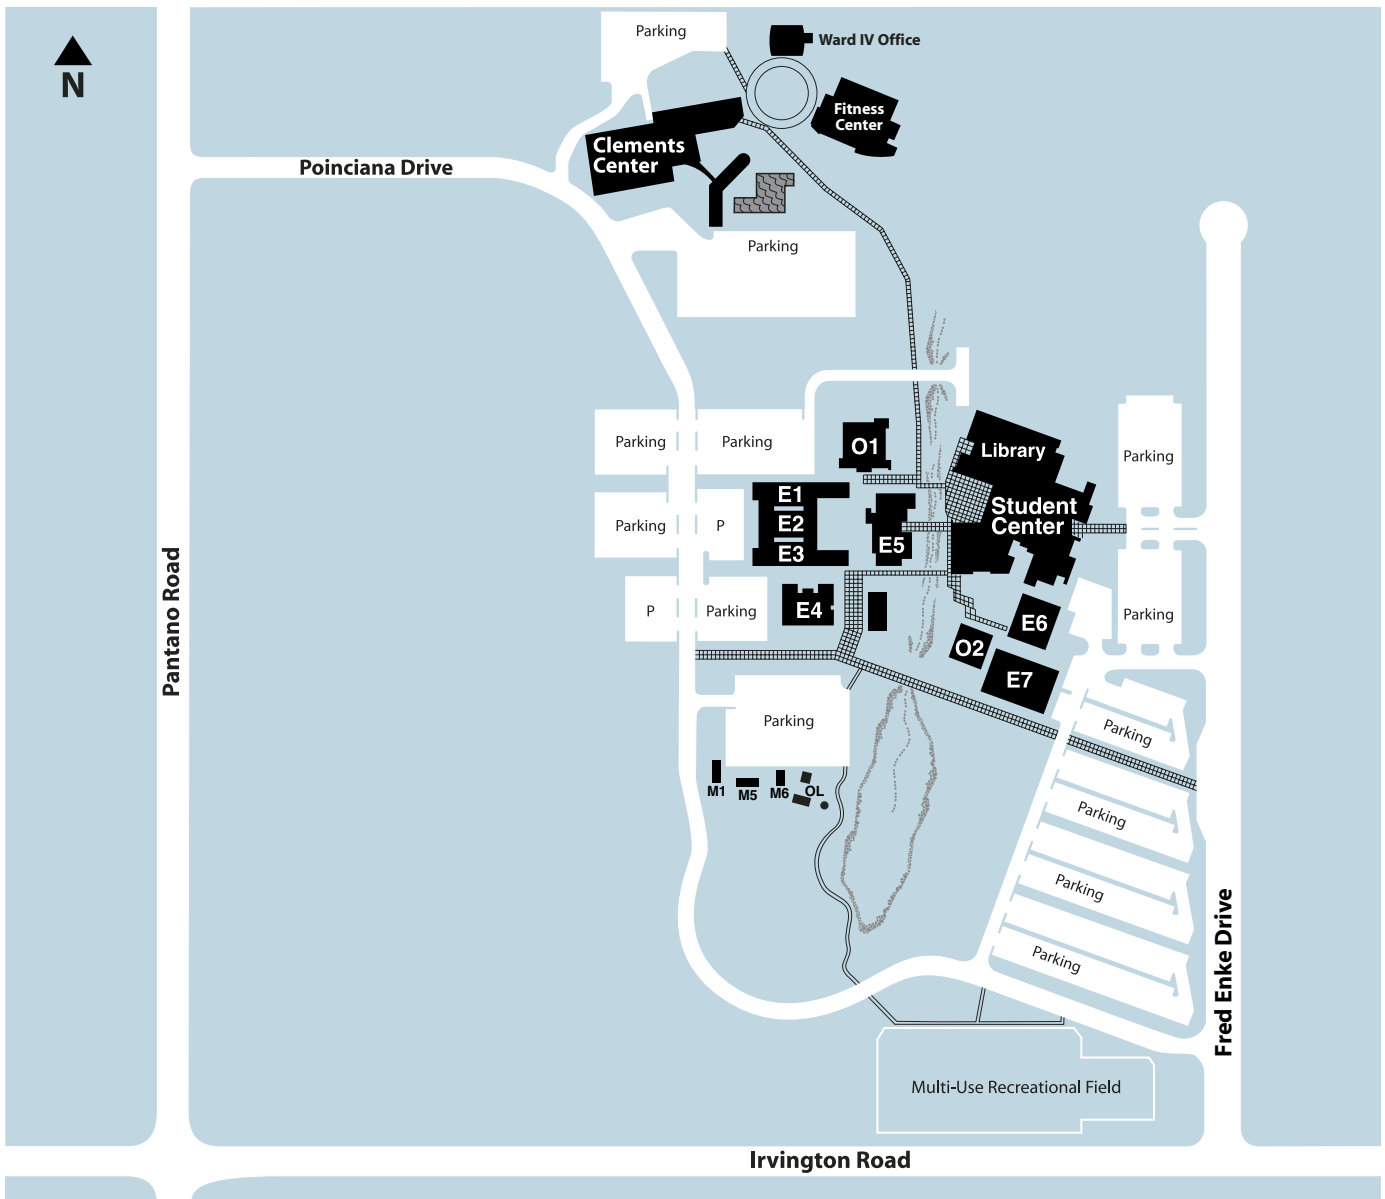 Parking
Ward IV Office
N
Fitness
Center
Clements
Center
Poinciana Drive
Parking
Parking
Parking
O1
Library
Parking
E1
Student
Center
Parking
P
E2
E5
E3
Parking
P
Parking
E4
E6
O2
E7
Pantano Road
Parking
Parking
M1
M5
M6
OL
Parking
Parking
Parking
Fred Enke Drive
Multi-Use Recreational Field
Irvington Road